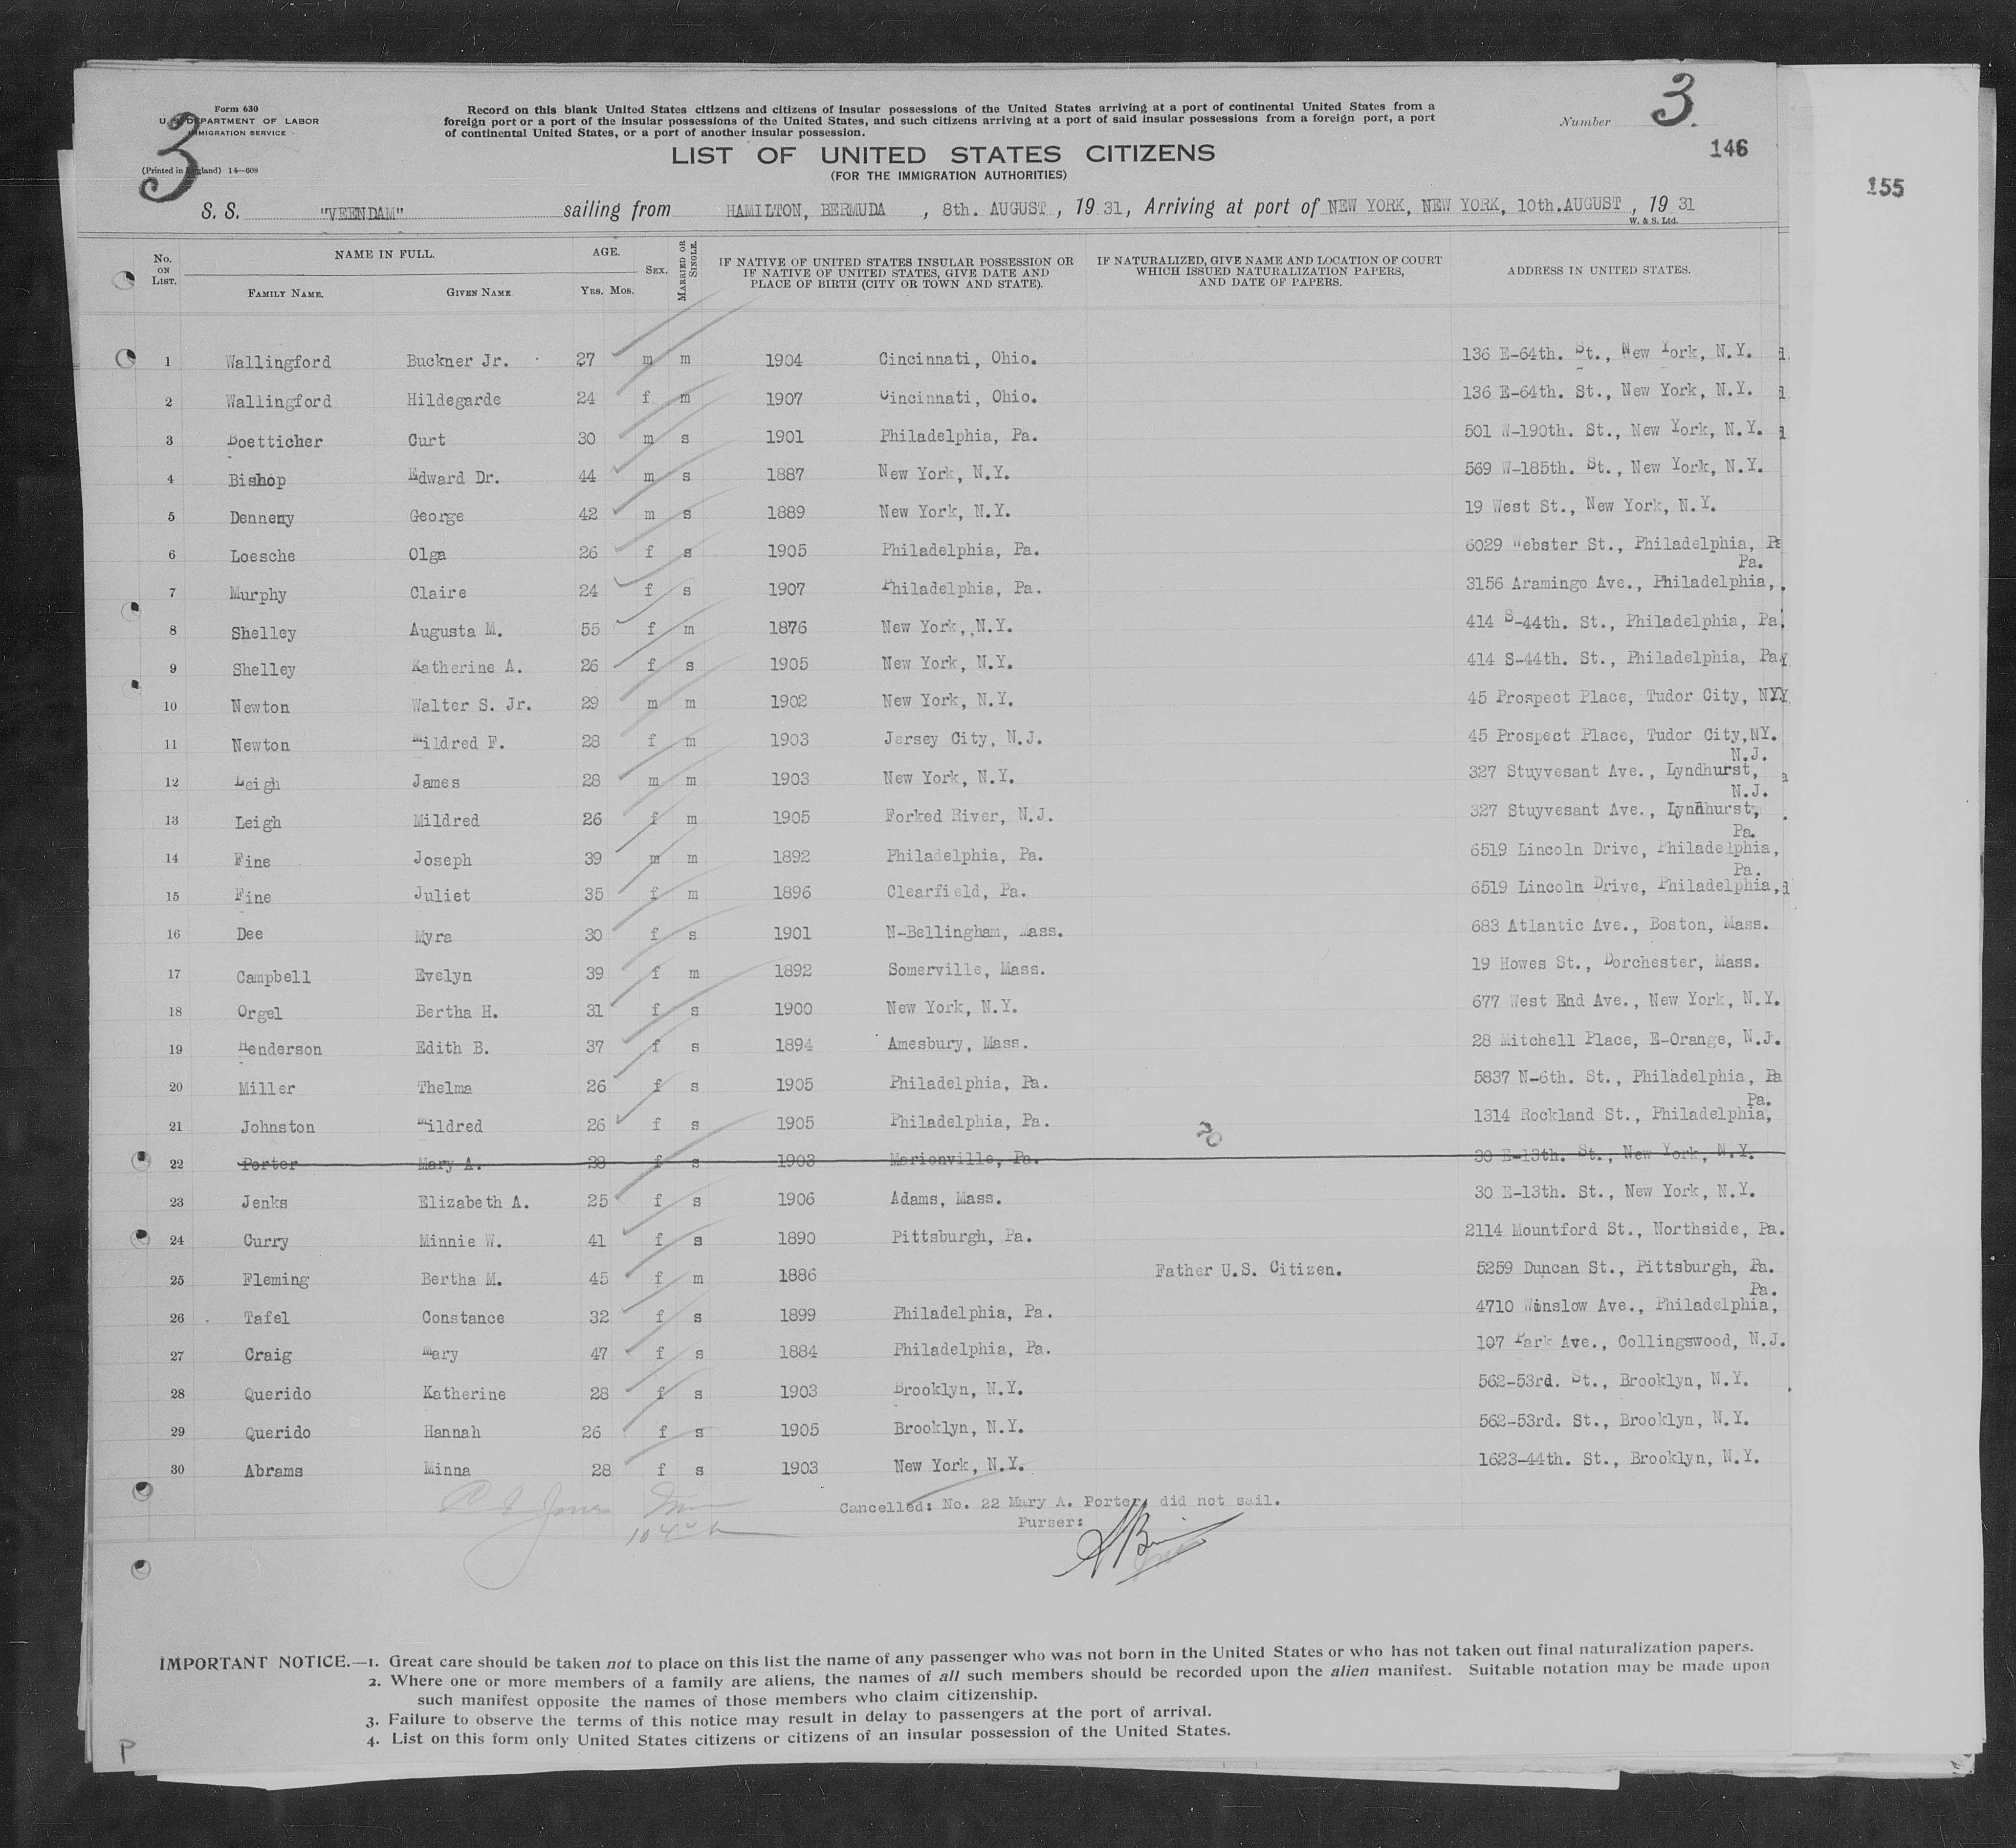 Form 630
U. S. DEPARTMENT OF LABOR
IMMIGRATION SERVICE
(Printed in England) 14—608
3
Record on this blank United States citizens and citizens of insular possessions of the United States arriving at a port of continental United States from a
foreign port or a port of the insular possessions of the United States, and such citizens arriving at a port of said insular possessions from a foreign port, a port
of continental United States, or a port of another insular possession.
Number 3.
146
155
LIST OF UNITED STATES CITIZENS
(FOR THE IMMIGRATION AUTHORITIES)
S. S. "VEENDAM" sailing from HAMILTON, BERMUDA, 8th. AUGUST, 1931, Arriving at port of NEW YORK, NEW YORK, 10th.AUGUST, 1931
W. & S. Ltd.
No. ON LIST. NAME IN FULL. FAMILY NAME. GIVEN NAME. AGE. YRS. MOS. SEX. MARRIED OR SINGLE. IF NATIVE OF UNITED STATES INSULAR POSSESSION OR IF NATIVE OF UNITED STATES, GIVE DATE AND PLACE OF BIRTH (CITY OR TOWN AND STATE). IF NATURALIZED, GIVE NAME AND LOCATION OF COURT WHICH ISSUED NATURALIZATION PAPERS, AND DATE OF PAPERS. ADDRESS IN UNITED STATES.
1 Wallingford Buckner Jr. 27 m m 1904 Cincinnati, Ohio. 136 E-64th. St., New York, N.Y.
2 Wallingford Hildegarde 24 f m 1907 Cincinnati, Ohio. 136 E-64th. St., New York, N.Y.
3 Boetticher Curt 30 m s 1901 Philadelphia, Pa. 501 W-190th. St., New York, N.Y.
4 Bishop Edward Dr. 44 m s 1887 New York, N.Y. 569 W-185th. St., New York, N.Y.
5 Denneny George 42 m s 1889 New York, N.Y. 19 West St., New York, N.Y.
6 Loesche Olga 26 f s 1905 Philadelphia, Pa. 6029 Webster St., Philadelphia, Pa
7 Murphy Claire 24 f s 1907 Philadelphia, Pa. 3156 Aramingo Ave., Philadelphia, Pa.
8 Shelley Augusta M. 55 f m 1876 New York, N.Y. 414 S-44th. St., Philadelphia, Pa.
9 Shelley Katherine A. 26 f s 1905 New York, N.Y. 414 S-44th. St., Philadelphia, Pa
10 Newton Walter S. Jr. 29 m m 1902 New York, N.Y. 45 Prospect Place, Tudor City, NY
11 Newton Mildred F. 28 f m 1903 Jersey City, N.J. 45 Prospect Place, Tudor City, NY.
12 Leigh James 28 m m 1903 New York, N.Y. 327 Stuyvesant Ave., Lyndhurst, N.J.
13 Leigh Mildred 26 f m 1905 Forked River, N.J. 327 Stuyvesant Ave., Lyndhurst, N.J.
14 Fine Joseph 39 m m 1892 Philadelphia, Pa. 6519 Lincoln Drive, Philadelphia, Pa.
15 Fine Juliet 35 f m 1896 Clearfield, Pa. 6519 Lincoln Drive, Philadelphia, Pa.
16 Dee Myra 30 f s 1901 N-Bellingham, Mass. 683 Atlantic Ave., Boston, Mass.
17 Campbell Evelyn 39 f m 1892 Somerville, Mass. 19 Howes St., Dorchester, Mass.
18 Orgel Bertha H. 31 f s 1900 New York, N.Y. 677 West End Ave., New York, N.Y.
19 Henderson Edith B. 37 f s 1894 Amesbury, Mass. 28 Mitchell Place, E-Orange, N.J.
20 Miller Thelma 26 f s 1905 Philadelphia, Pa. 5837 N-6th. St., Philadelphia, Pa
21 Johnston Mildred 26 f s 1905 Philadelphia, Pa. 1314 Rockland St., Philadelphia, Pa.
22 Porter Mary A. 28 f s 1903 Marionville, Pa. 30 E-13th. St., New York, N.Y.
23 Jenks Elizabeth A. 25 f s 1906 Adams, Mass. 30 E-13th. St., New York, N.Y.
24 Curry Minnie W. 41 f s 1890 Pittsburgh, Pa. 2114 Mountford St., Northside, Pa.
25 Fleming Bertha M. 45 f m 1886 Father U.S. Citizen. 5259 Duncan St., Pittsburgh, Pa.
26 Tafel Constance 32 f s 1899 Philadelphia, Pa. 4710 Winslow Ave., Philadelphia, Pa.
27 Craig Mary 47 f s 1884 Philadelphia, Pa. 107 Park Ave., Collingswood, N.J.
28 Querido Katherine 28 f s 1903 Brooklyn, N.Y. 562-53rd. St., Brooklyn, N.Y.
29 Querido Hannah 26 f s 1905 Brooklyn, N.Y. 562-53rd. St., Brooklyn, N.Y.
30 Abrams Minna 28 f s 1903 New York, N.Y. 1623-44th. St., Brooklyn, N.Y.
Cancelled: No. 22 Mary A. Porter, did not sail.
Purser:
IMPORTANT NOTICE.—1. Great care should be taken not to place on this list the name of any passenger who was not born in the United States or who has not taken out final naturalization papers.
2. Where one or more members of a family are aliens, the names of all such members should be recorded upon the alien manifest. Suitable notation may be made upon
such manifest opposite the names of those members who claim citizenship.
3. Failure to observe the terms of this notice may result in delay to passengers at the port of arrival.
4. List on this form only United States citizens or citizens of an insular possession of the United States.
P